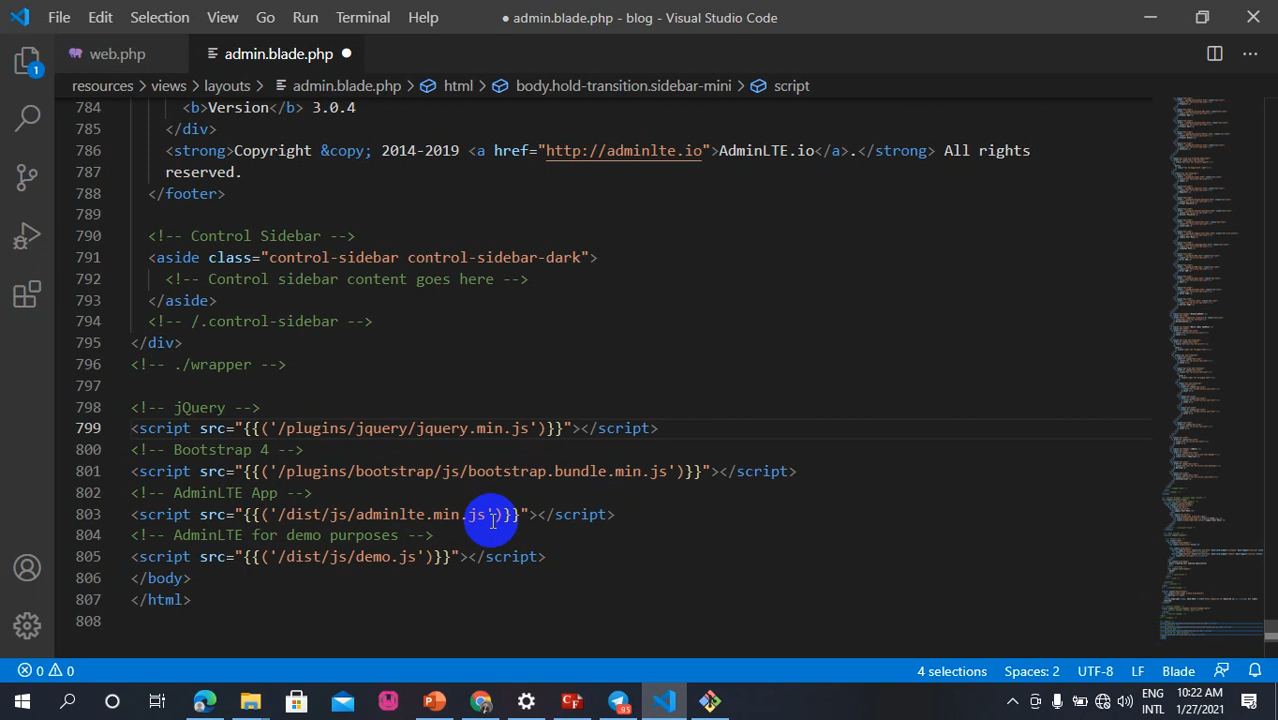 File Edit Selection View Go Run Terminal Help ● admin.blade.php - blog - Visual Studio Code
web.php admin.blade.php ●
resources > views > layouts > admin.blade.php > html > body.hold-transition.sidebar-mini > script
784 <b>Version</b> 3.0.4
785 </div>
786 <strong>Copyright &copy; 2014-2019 <a href="http://adminlte.io">AdminLTE.io</a>.</strong> All rights
787 reserved.
788 </footer>
789
790 <!-- Control Sidebar -->
791 <aside class="control-sidebar control-sidebar-dark">
792 <!-- Control sidebar content goes here -->
793 </aside>
794 <!-- /.control-sidebar -->
795 </div>
796 <!-- ./wrapper -->
797
798 <!-- jQuery -->
799 <script src="{{('/plugins/jquery/jquery.min.js')}}"></script>
800 <!-- Bootstrap 4 -->
801 <script src="{{('/plugins/bootstrap/js/bootstrap.bundle.min.js')}}"></script>
802 <!-- AdminLTE App -->
803 <script src="{{('/dist/js/adminlte.min.js')}}"></script>
804 <!-- AdminLTE for demo purposes -->
805 <script src="{{('/dist/js/demo.js')}}"></script>
806 </body>
807 </html>
808
1
0 0 4 selections Spaces: 2 UTF-8 LF Blade
95 ENG 10:22 AM
INTL 1/27/2021